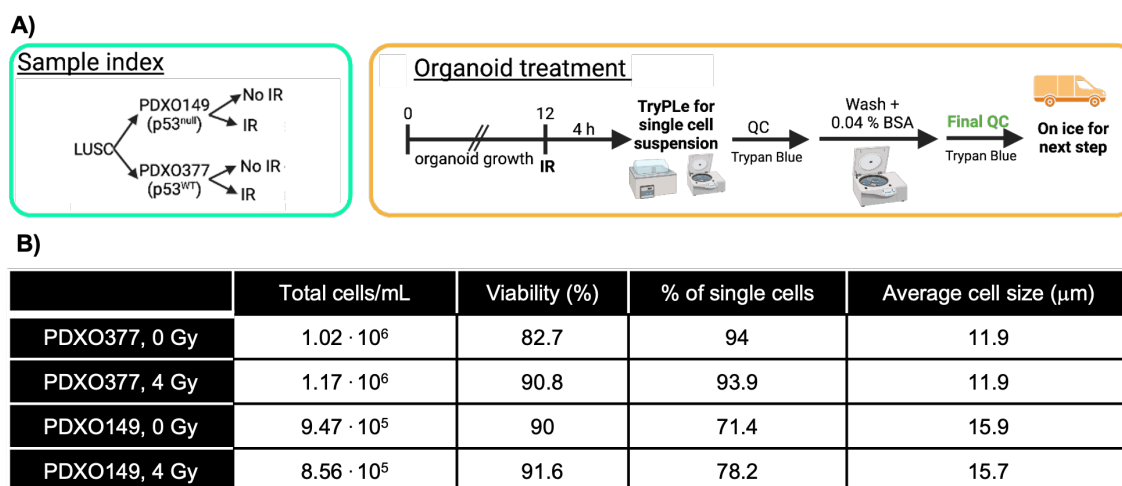 A)
Sample index
LUSC
PDXO149
(p53null)
No IR
IR
PDXO377
(p53WT)
No IR
IR
Organoid treatment
0
12
organoid growth
IR
4 h
TryPLe for
single cell
suspension
QC
Trypan Blue
Wash +
0.04 % BSA
Final QC
Trypan Blue
On ice for
next step
B)
Total cells/mL Viability (%) % of single cells Average cell size (μm)
PDXO377, 0 Gy 1.02 · 10⁶ 82.7 94 11.9
PDXO377, 4 Gy 1.17 · 10⁶ 90.8 93.9 11.9
PDXO149, 0 Gy 9.47 · 10⁵ 90 71.4 15.9
PDXO149, 4 Gy 8.56 · 10⁵ 91.6 78.2 15.7